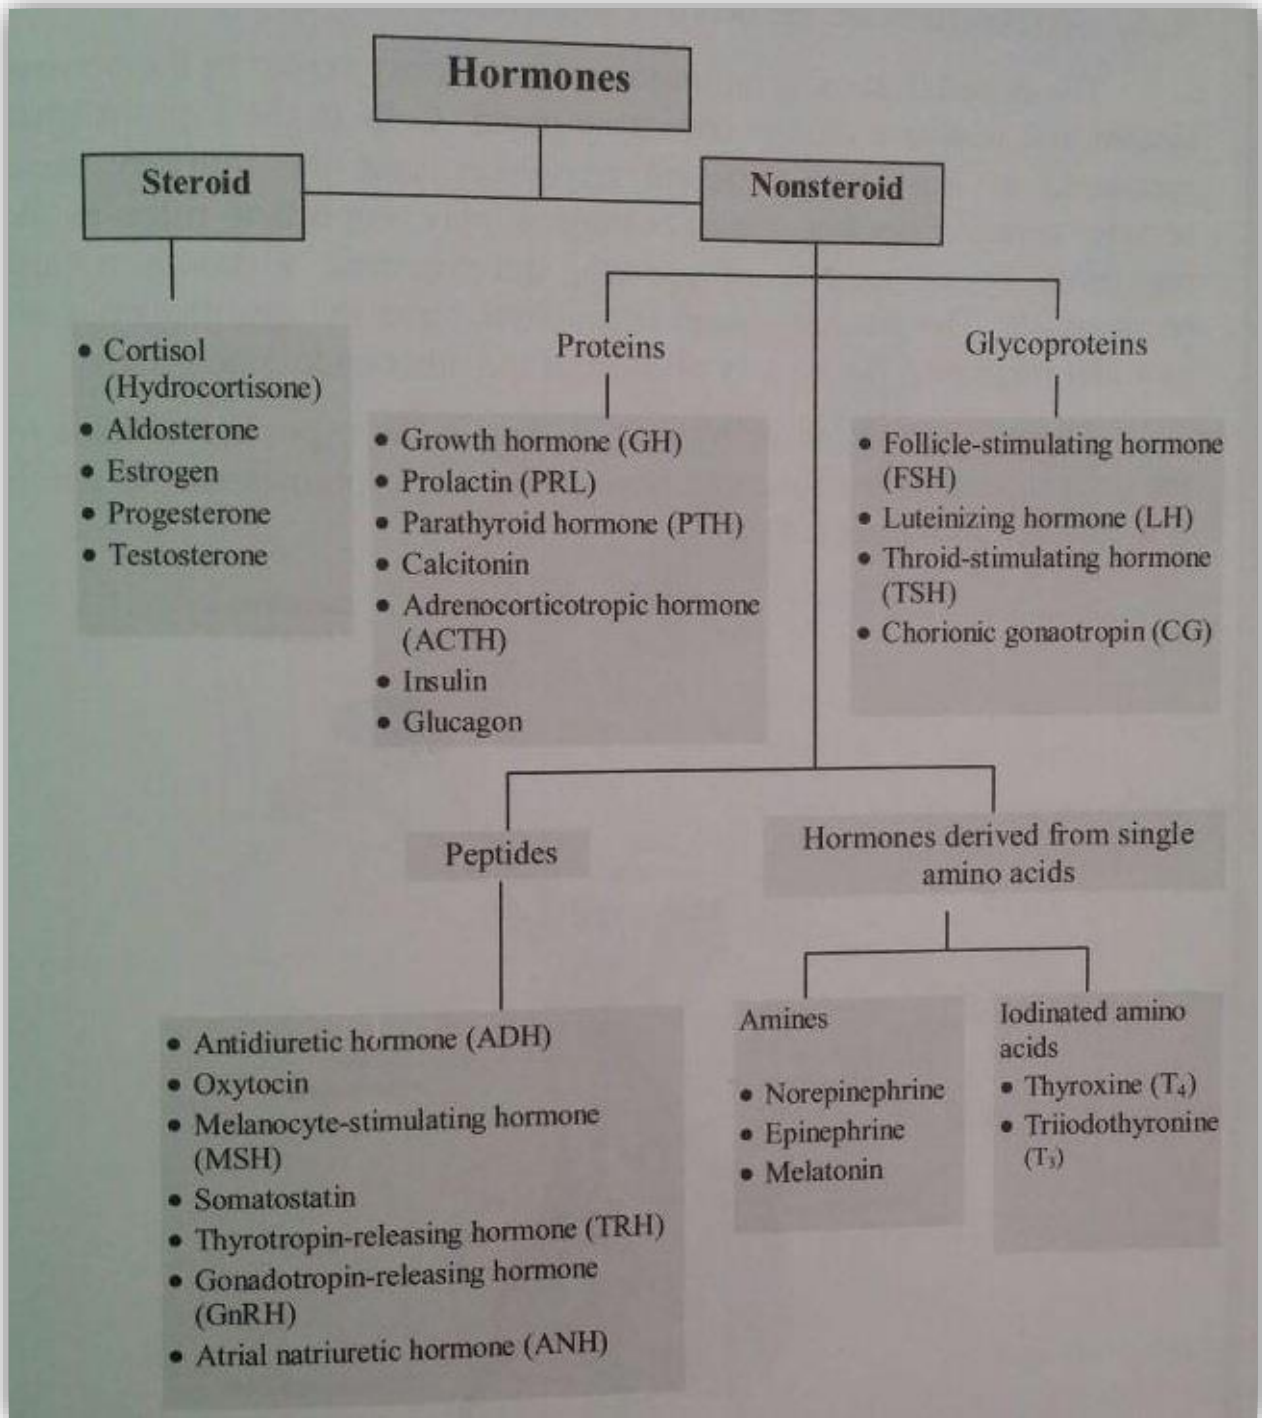 Hormones
Steroid
Nonsteroid
• Cortisol
(Hydrocortisone)
• Aldosterone
• Estrogen
• Progesterone
• Testosterone
Proteins
• Growth hormone (GH)
• Prolactin (PRL)
• Parathyroid hormone (PTH)
• Calcitonin
• Adrenocorticotropic hormone
(ACTH)
• Insulin
• Glucagon
Glycoproteins
• Follicle-stimulating hormone
(FSH)
• Luteinizing hormone (LH)
• Throid-stimulating hormone
(TSH)
• Chorionic gonaotropin (CG)
Peptides
• Antidiuretic hormone (ADH)
• Oxytocin
• Melanocyte-stimulating hormone
(MSH)
• Somatostatin
• Thyrotropin-releasing hormone (TRH)
• Gonadotropin-releasing hormone
(GnRH)
• Atrial natriuretic hormone (ANH)
Hormones derived from single
amino acids
Amines
• Norepinephrine
• Epinephrine
• Melatonin
Iodinated amino
acids
• Thyroxine (T₄)
• Triiodothyronine
(T₃)